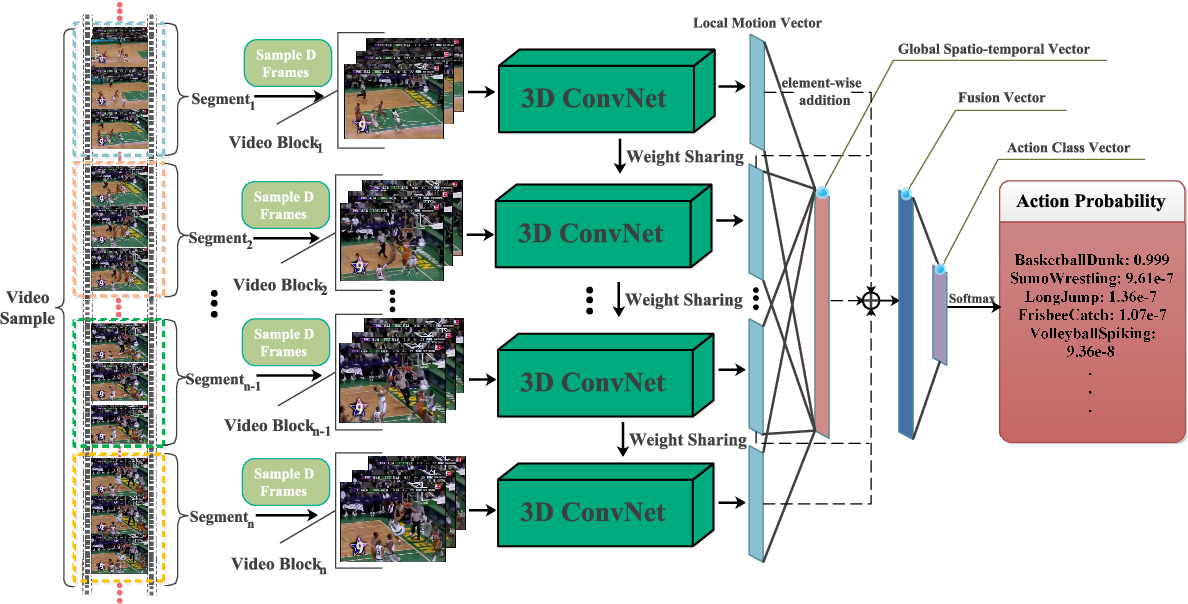 Local Motion Vector
Global Spatio-temporal Vector
element-wise
addition
Fusion Vector
Action Class Vector
Video
Sample
Segment1
Sample D
Frames
Video Block1
3D ConvNet
Weight Sharing
Segment2
Sample D
Frames
Video Block2
3D ConvNet
Weight Sharing
Segmentn-1
Sample D
Frames
Video Blockn-1
3D ConvNet
Weight Sharing
Segmentn
Sample D
Frames
Video Blockn
3D ConvNet
Softmax
Action Probability
BasketballDunk: 0.999
SumoWrestling: 9,61e-7
LongJump: 1.36e-7
FrisbeeCatch: 1.07e-7
VolleyballSpiking:
9.36e-8
.
.
.